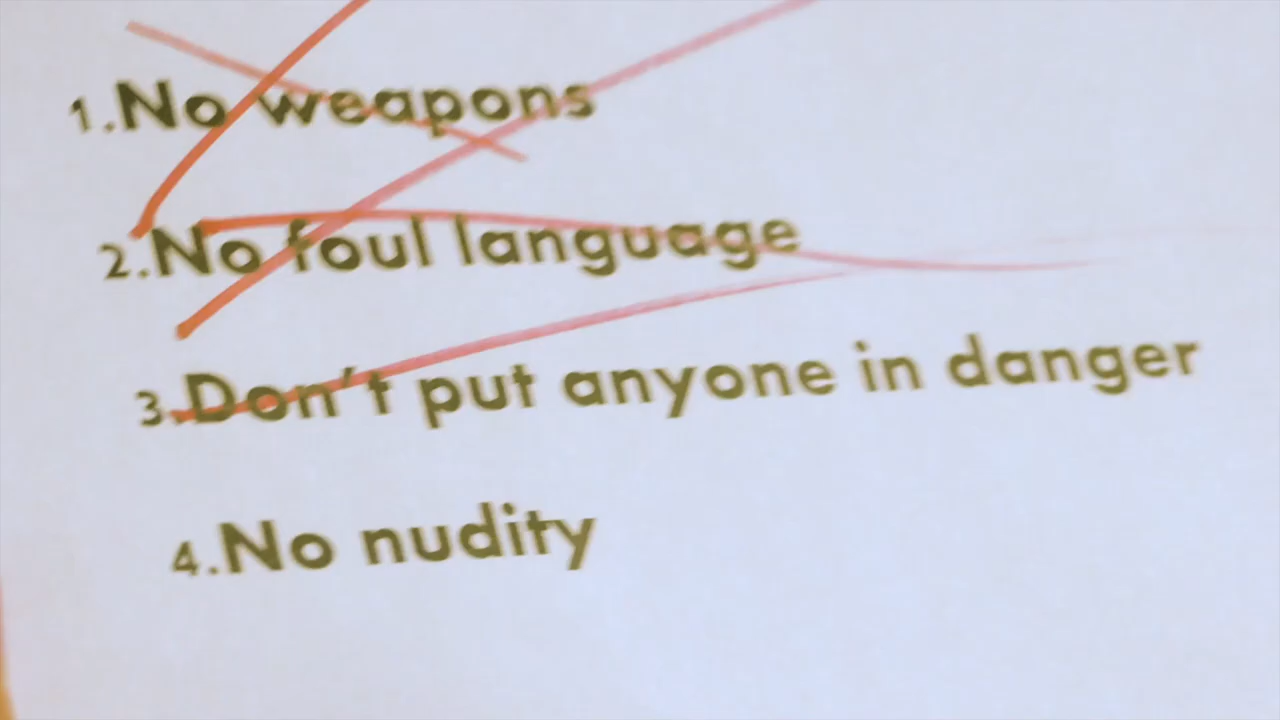 1.No weapons
2.No foul language
3.Don't put anyone in danger
4.No nudity